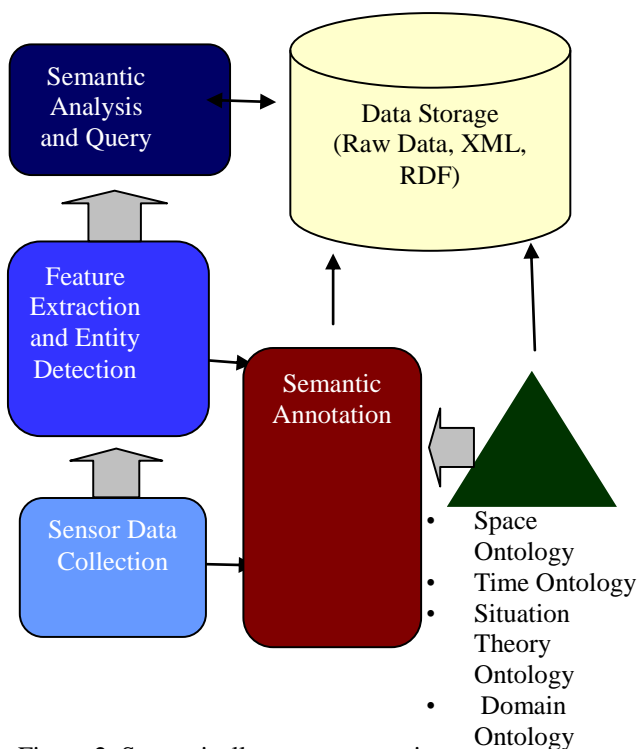 Semantic
Analysis
and Query
Data Storage
(Raw Data, XML,
RDF)
Feature
Extraction
and Entity
Detection
Semantic
Annotation
Sensor Data
Collection
• Space
Ontology
• Time Ontology
• Situation
Theory
Ontology
• Domain
Ontology